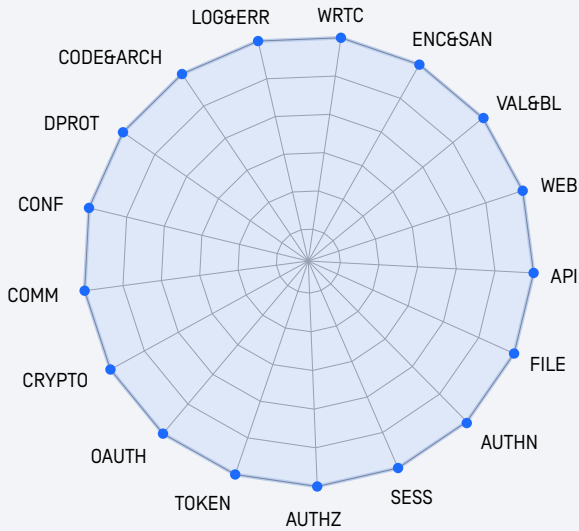 WRTC
ENC&SAN
VAL&BL
WEB
API
FILE
AUTHN
SESS
AUTHZ
TOKEN
OAUTH
CRYPTO
COMM
CONF
DPROT
CODE&ARCH
LOG&ERR